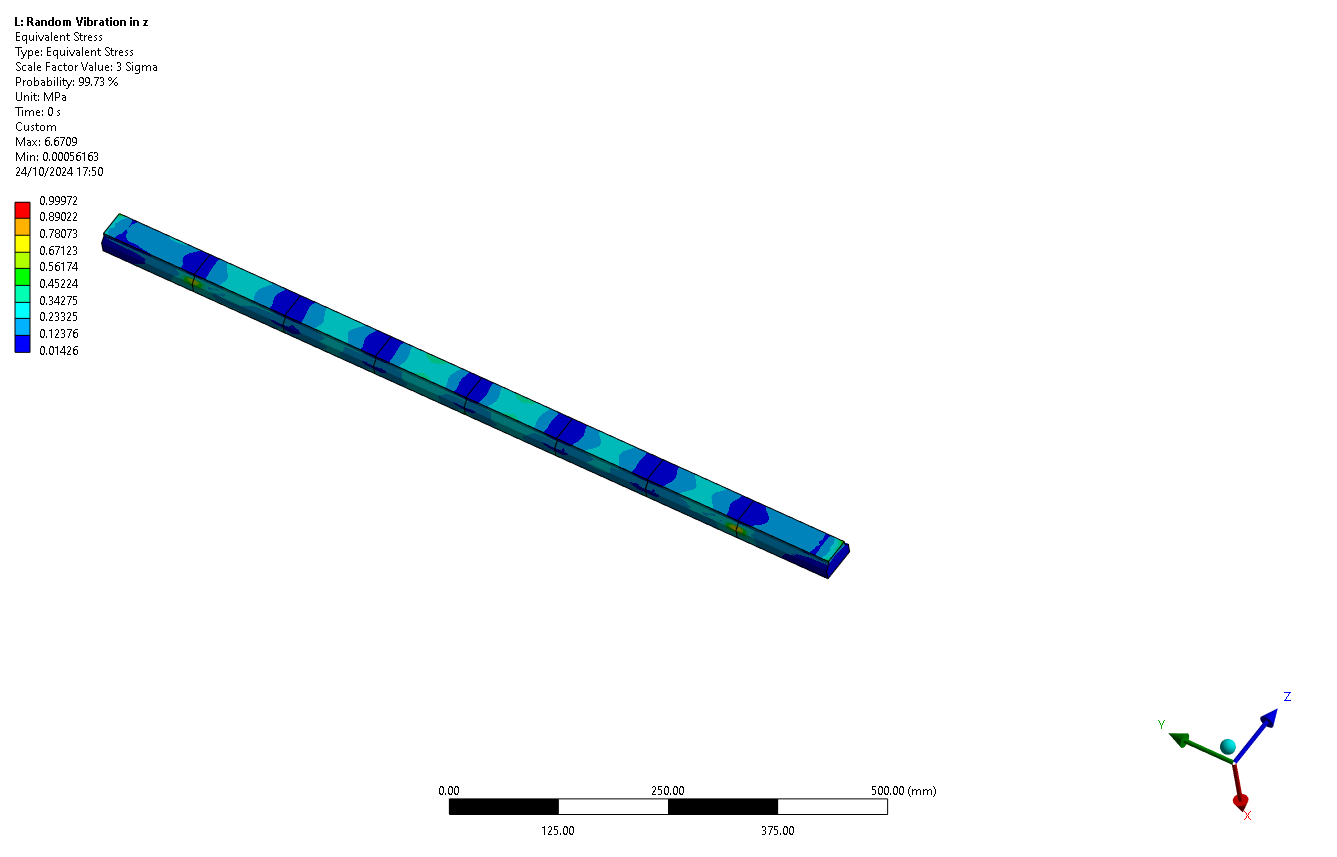 L: Random Vibration in z
Equivalent Stress
Type: Equivalent Stress
Scale Factor Value: 3 Sigma
Probability: 99.73 %
Unit: MPa
Time: 0 s
Custom
Max: 6.6709
Min: 0.00056163
24/10/2024 17:50
0.99972
0.89022
0.78073
0.67123
0.56174
0.45224
0.34275
0.23325
0.12376
0.01426
Z
Y
X
0.00 250.00 500.00 (mm)
125.00 375.00